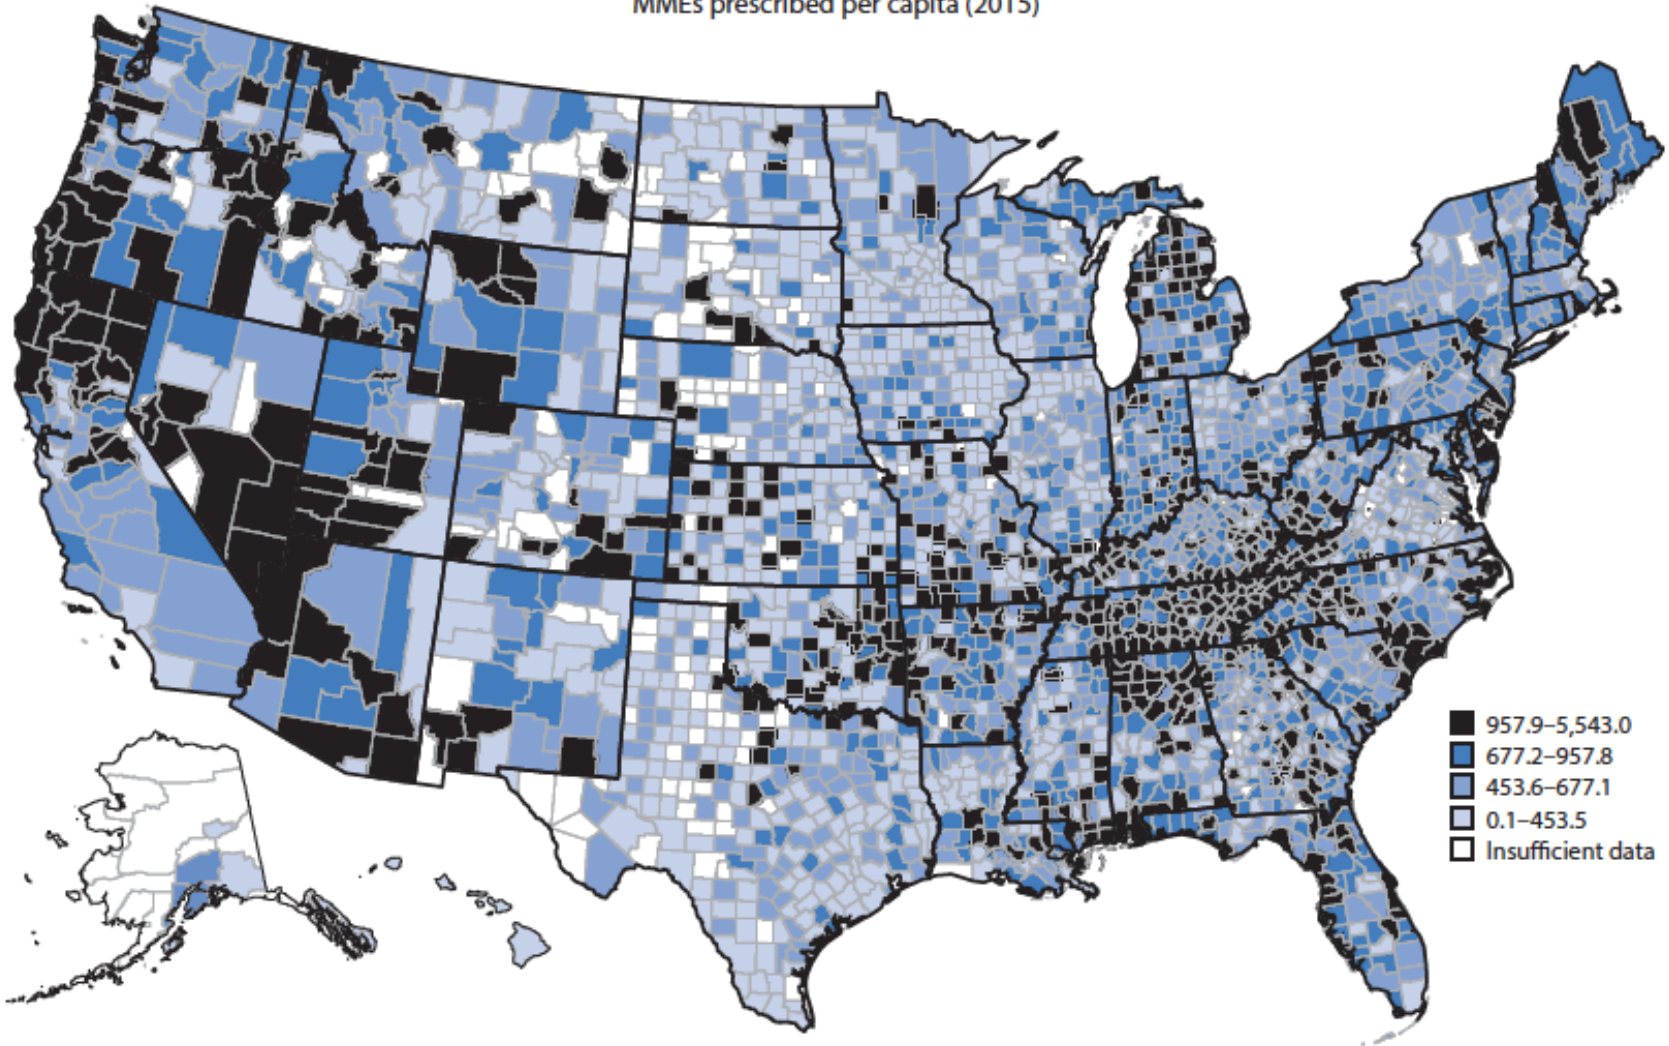 MMEs prescribed per capita (2015)
957.9–5,543.0
677.2–957.8
453.6–677.1
0.1–453.5
Insufficient data